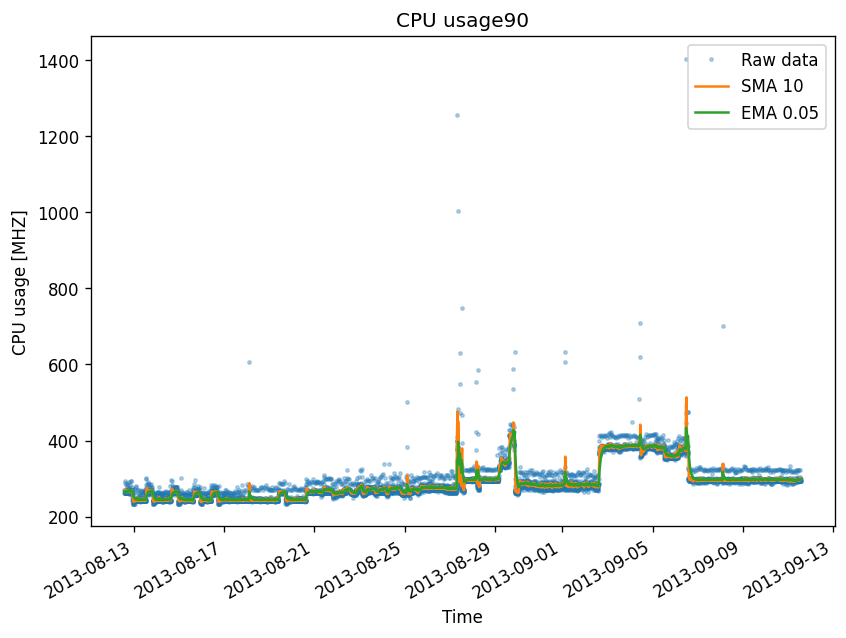 CPU usage90
Raw data
SMA 10
EMA 0.05
1400
1200
1000
800
600
400
200
CPU usage [MHZ]
2013-08-13
2013-08-17
2013-08-21
2013-08-25
2013-08-29
2013-09-01
2013-09-05
2013-09-09
2013-09-13
Time